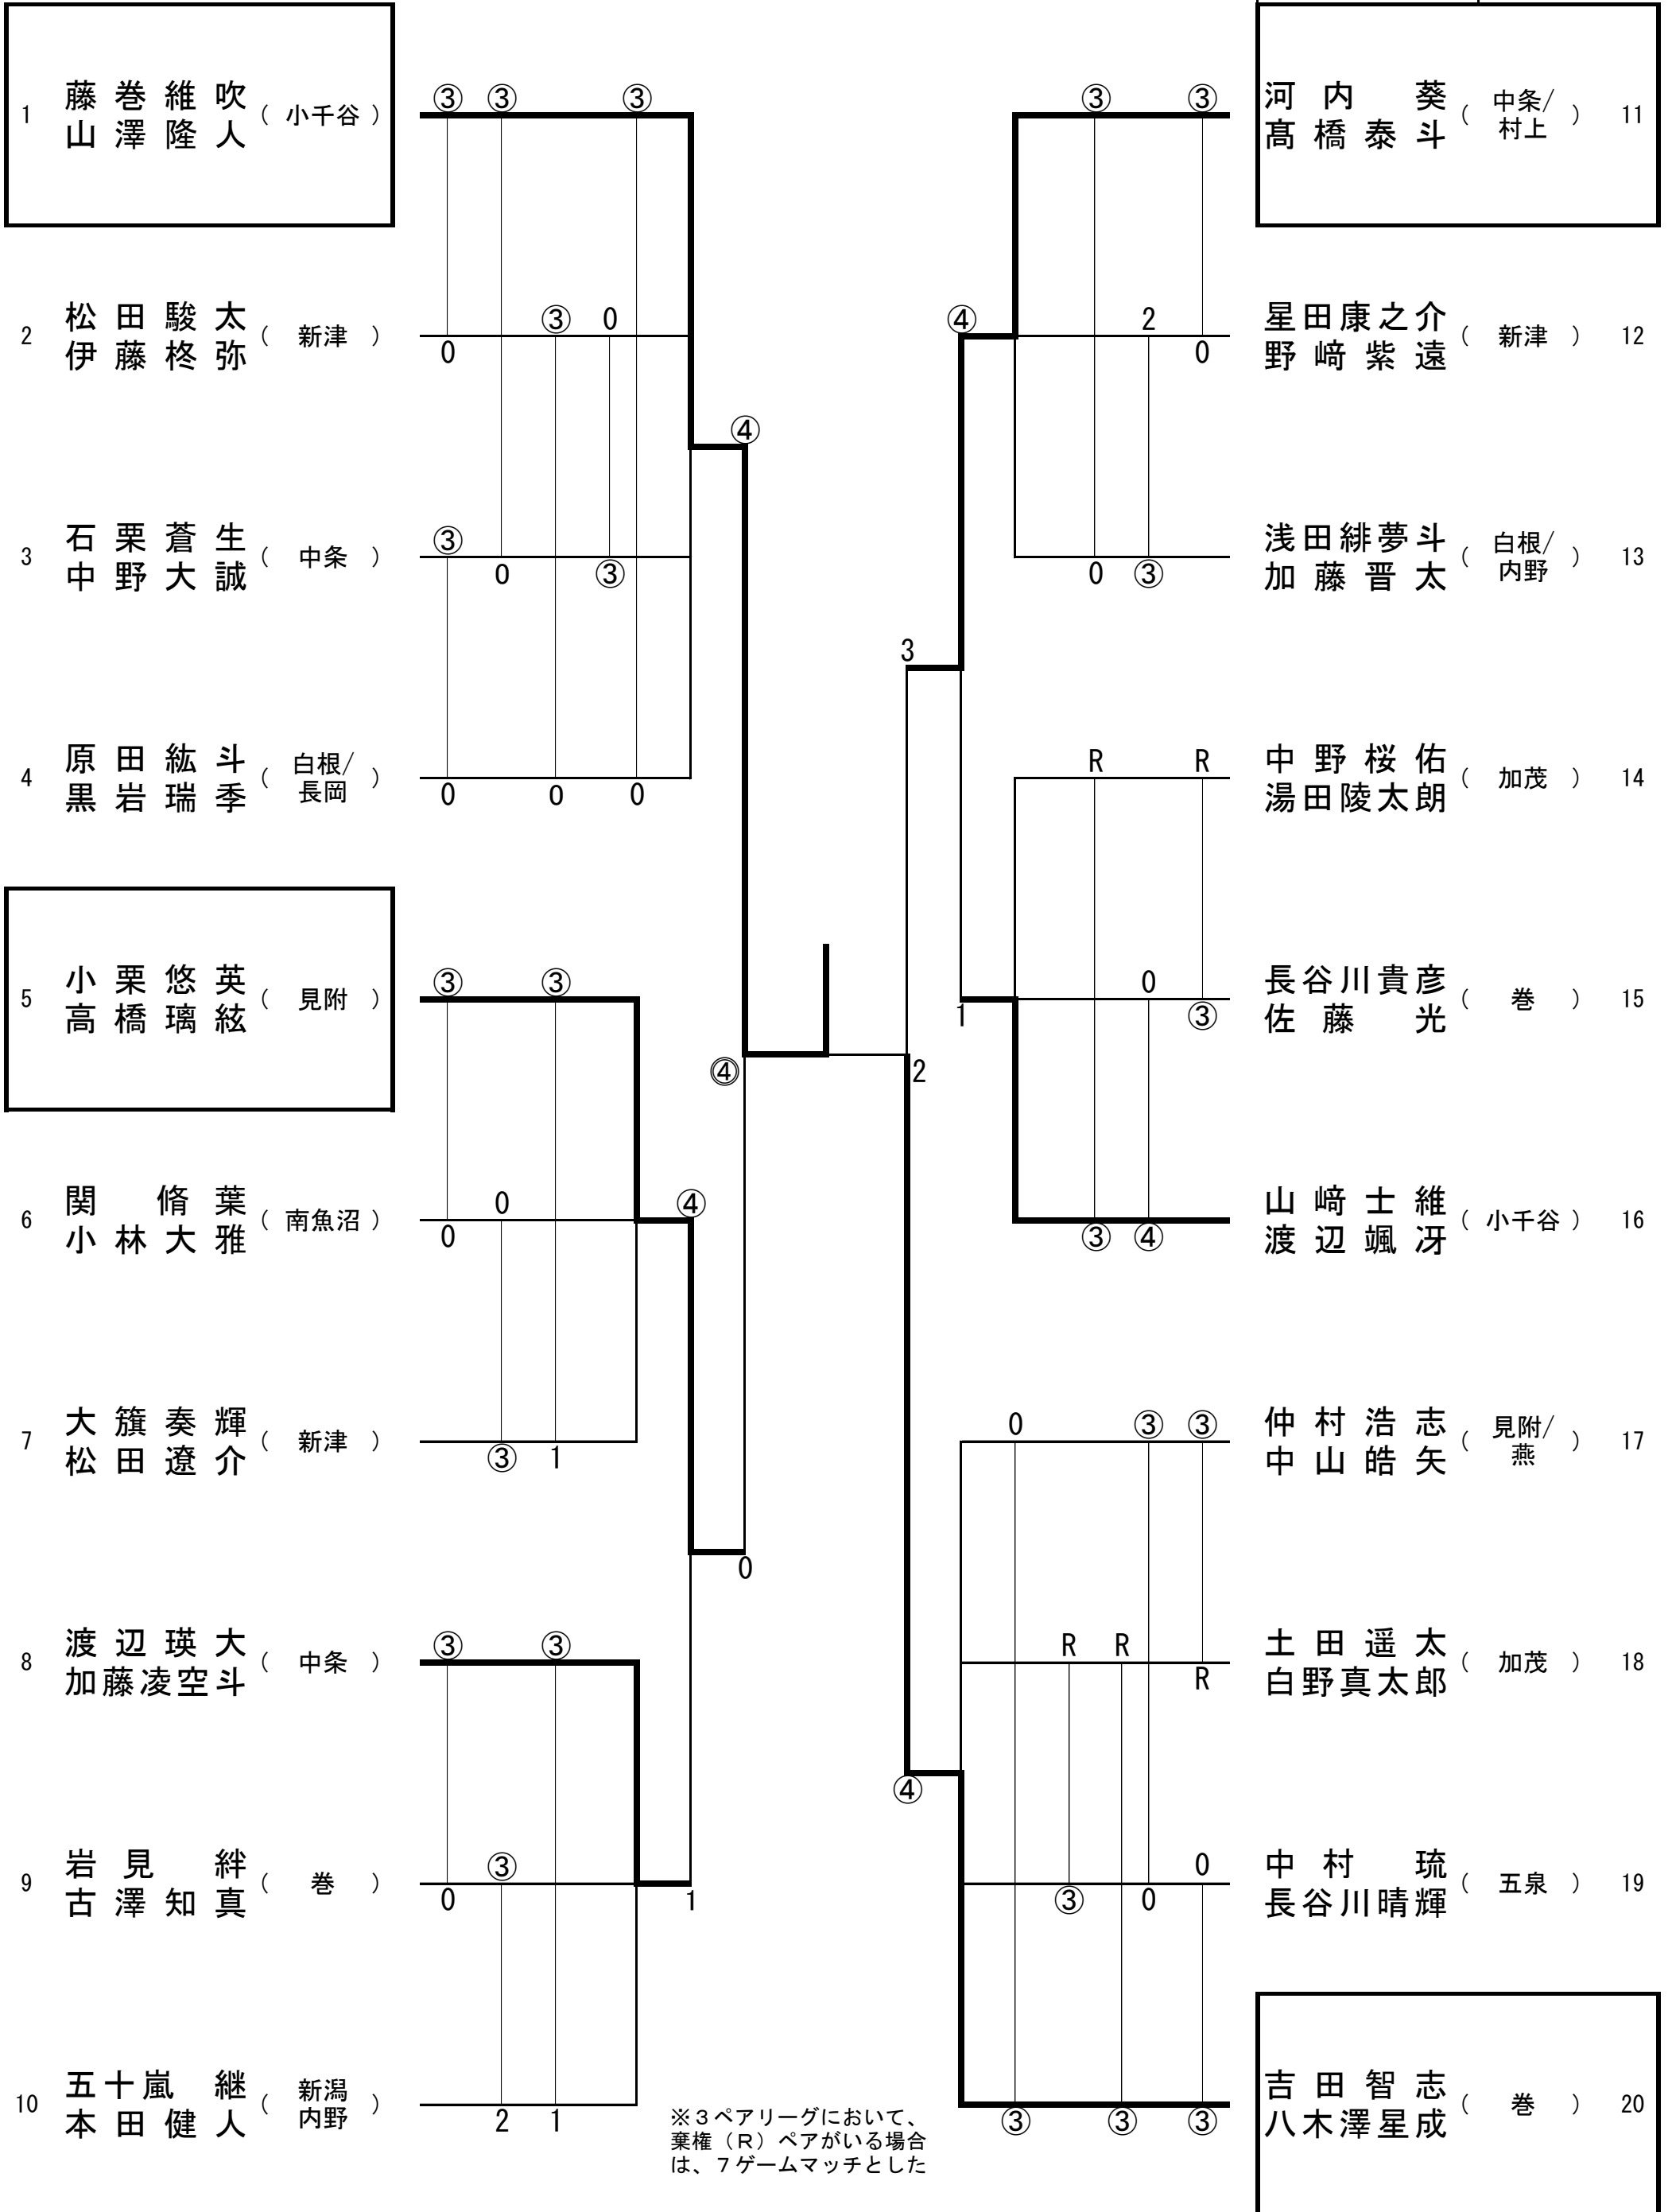 1 藤巻維吹 山澤隆人 ( 小千谷 )
③ ③ ③
2 松田駿太 伊藤柊弥 ( 新津 )
③ 0
0
3 石栗蒼生 中野大誠 ( 中条 )
③
0 ③
4 原田紘斗 黒岩瑞季 ( 白根/長岡 )
0 0 0
④
5 小栗悠英 高橋璃絃 ( 見附 )
③ ③
6 関脩葉 小林大雅 ( 南魚沼 )
0
0
④
7 大籏奏輝 松田遼介 ( 新津 )
③ 1
8 渡辺瑛大 加藤凌空斗 ( 中条 )
③ ③
0
9 岩見絆 古澤知真 ( 巻 )
③
0
1
10 五十嵐継 本田健人 ( 新潟 内野 )
2 1
④ 2
※3ペアリーグにおいて、
棄権(R)ペアがいる場合
は、7ゲームマッチとした
③ ③
河内葵 髙橋泰斗 ( 中条/村上 ) 11
④ 2
0
星田康之介 野﨑紫遠 ( 新津 ) 12
0 ③
浅田緋夢斗 加藤晋太 ( 白根/内野 ) 13
3
R R
中野桜佑 湯田陵太朗 ( 加茂 ) 14
0
1 ③
長谷川貴彦 佐藤光 ( 巻 ) 15
③ ④
山﨑士維 渡辺颯冴 ( 小千谷 ) 16
0 ③ ③
仲村浩志 中山皓矢 ( 見附/燕 ) 17
R R
R
土田遥太 白野真太郎 ( 加茂 ) 18
④
0
③ 0
中村琉 長谷川晴輝 ( 五泉 ) 19
③ ③ ③
吉田智志 八木澤星成 ( 巻 ) 20